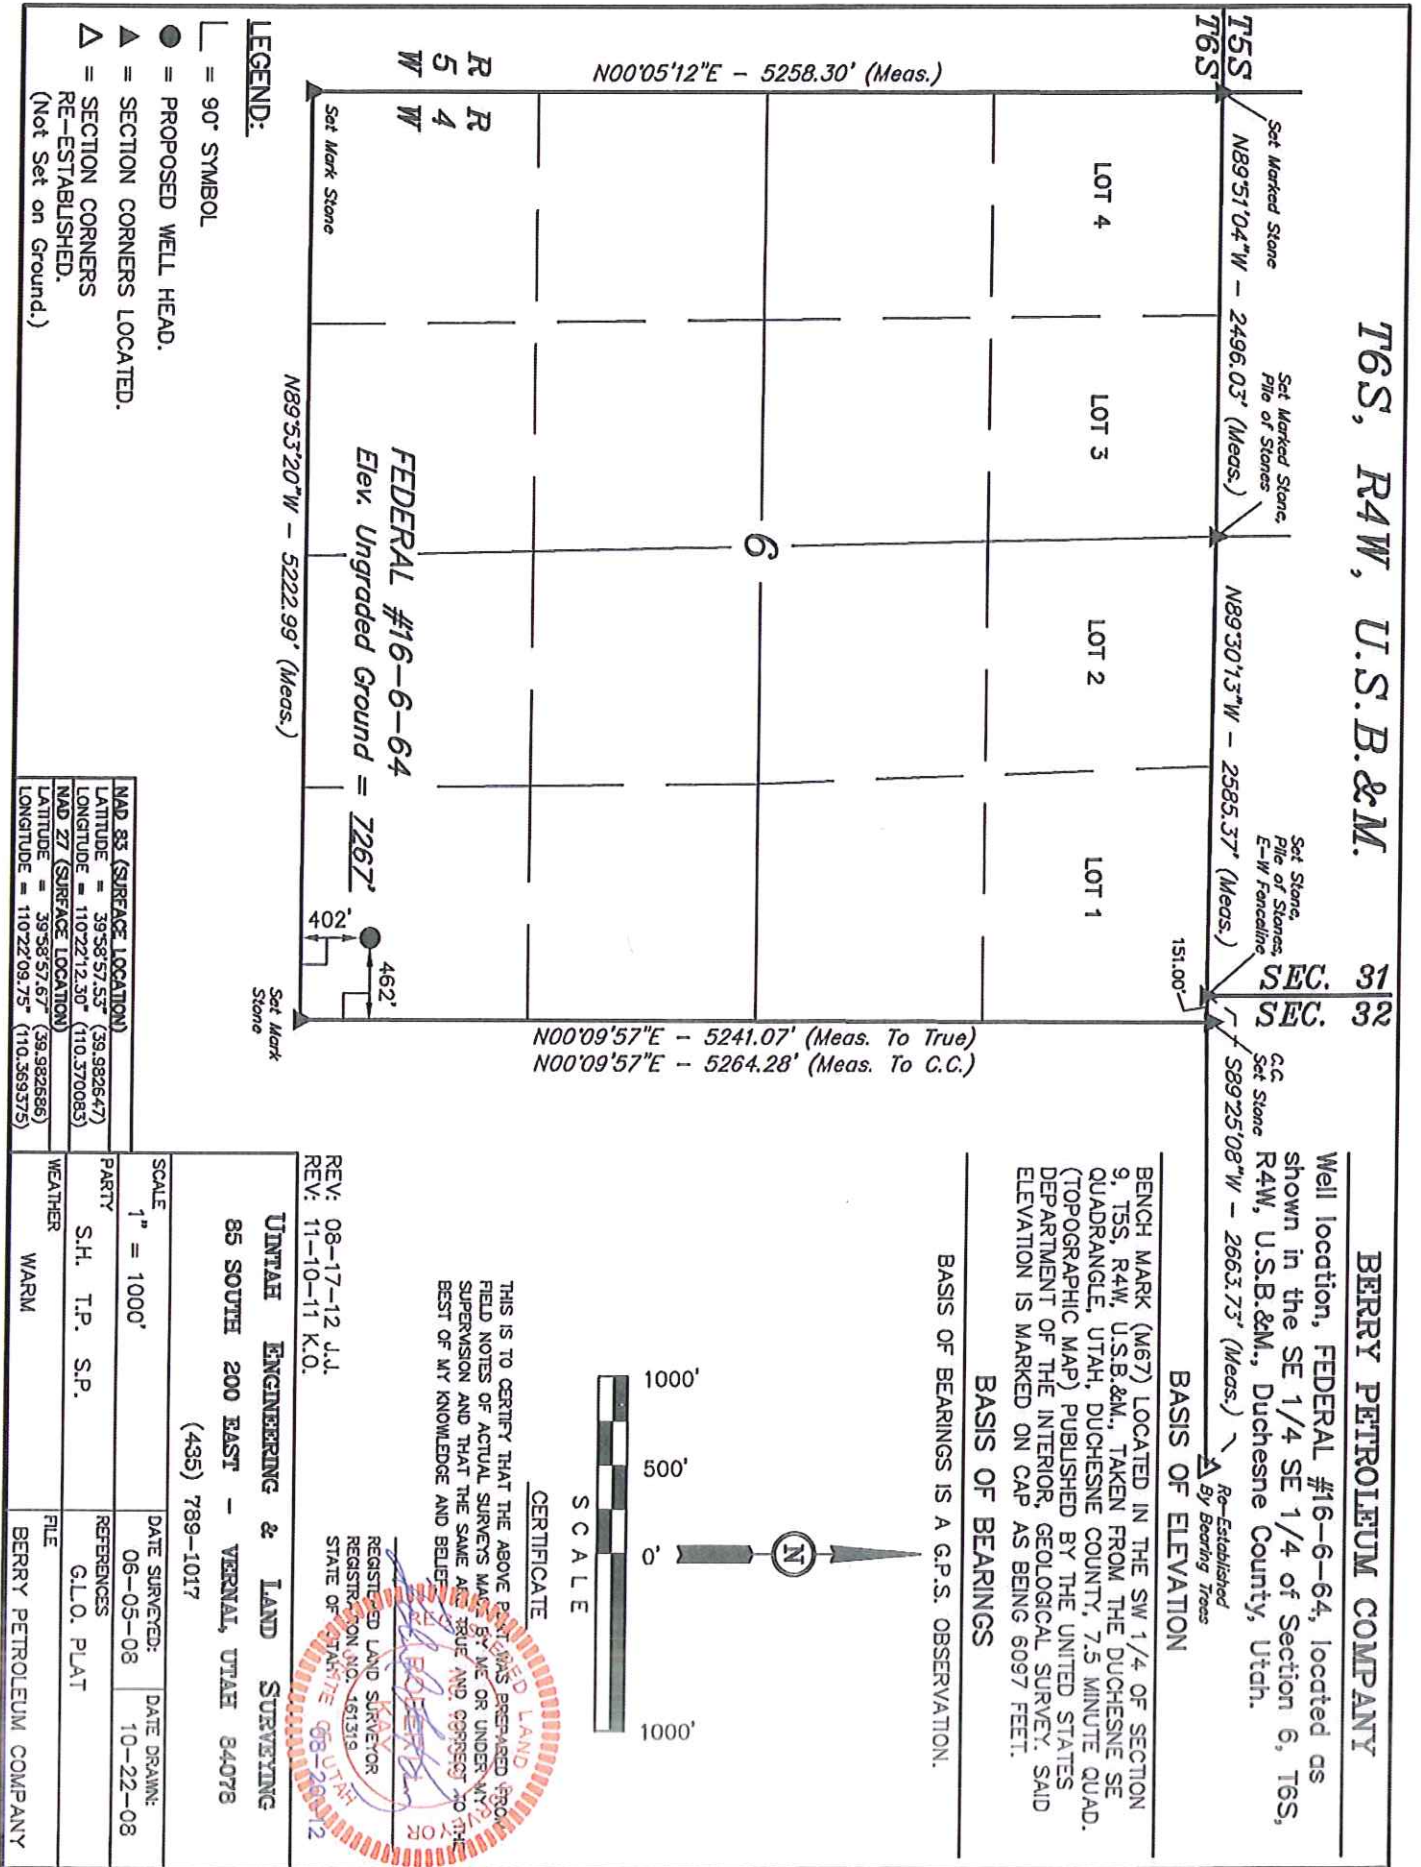 T6S, R4W, U.S.B.&M.
T5S
T6S
Set Marked Stone
N89°51'04"W - 2496.03' (Meas.)
Set Marked Stone,
Pile of Stones
N89°30'13"W - 2585.37' (Meas.)
Set Stone,
Pile of Stones,
E-W Fenceline
SEC. 31
SEC. 32
151.00'
C.C.
Set Stone
S89°25'08"W - 2663.73' (Meas.)
Re-Established
By Bearing Trees
N00°05'12"E - 5258.30' (Meas.)
LOT 4
LOT 3
LOT 2
LOT 1
6
N00°09'57"E - 5241.07' (Meas. To True)
N00°09'57"E - 5264.28' (Meas. To C.C.)
R R
5 4
W W
FEDERAL #16-6-64
Elev. Ungraded Ground = 7267'
462'
402'
Set Mark Stone
Set Mark
Stone
N89°53'20"W - 5222.99' (Meas.)
LEGEND:
= 90° SYMBOL
= PROPOSED WELL HEAD.
= SECTION CORNERS LOCATED.
= SECTION CORNERS
RE-ESTABLISHED.
(Not Set on Ground.)
NAD 83 (SURFACE LOCATION)
LATITUDE = 39°58'57.53" (39.982647)
LONGITUDE = 110°22'12.30" (110.370083)
NAD 27 (SURFACE LOCATION)
LATITUDE = 39°58'57.67" (39.982686)
LONGITUDE = 110°22'09.75" (110.369375)
BERRY PETROLEUM COMPANY
Well location, FEDERAL #16-6-64, located as
shown in the SE 1/4 SE 1/4 of Section 6, T6S,
R4W, U.S.B.&M., Duchesne County, Utah.
BASIS OF ELEVATION
BENCH MARK (M67) LOCATED IN THE SW 1/4 OF SECTION
9, T5S, R4W, U.S.B.&M., TAKEN FROM THE DUCHESNE SE
QUADRANGLE, UTAH, DUCHESNE COUNTY, 7.5 MINUTE QUAD.
(TOPOGRAPHIC MAP) PUBLISHED BY THE UNITED STATES
DEPARTMENT OF THE INTERIOR, GEOLOGICAL SURVEY. SAID
ELEVATION IS MARKED ON CAP AS BEING 6097 FEET.
BASIS OF BEARINGS
BASIS OF BEARINGS IS A G.P.S. OBSERVATION.
N
1000' 500' 0' 1000'
SCALE
CERTIFICATE
THIS IS TO CERTIFY THAT THE ABOVE PLAT WAS PREPARED FROM
FIELD NOTES OF ACTUAL SURVEYS MADE BY ME OR UNDER MY
SUPERVISION AND THAT THE SAME ARE TRUE AND CORRECT TO THE
BEST OF MY KNOWLEDGE AND BELIEF
REGISTERED LAND SURVEYOR
REGISTRATION NO. 161319
STATE OF UTAH
REGISTERED LAND SURVEYOR
ROBERT
KAY
STATE OF UTAH
08-20-12
REV: 08-17-12 J.J.
REV: 11-10-11 K.O.
UINTAH ENGINEERING & LAND SURVEYING
85 SOUTH 200 EAST - VERNAL, UTAH 84078
(435) 789-1017
SCALE
1" = 1000'
DATE SURVEYED:
06-05-08
DATE DRAWN:
10-22-08
PARTY
S.H. T.P. S.P.
REFERENCES
G.L.O. PLAT
WEATHER
WARM
FILE
BERRY PETROLEUM COMPANY